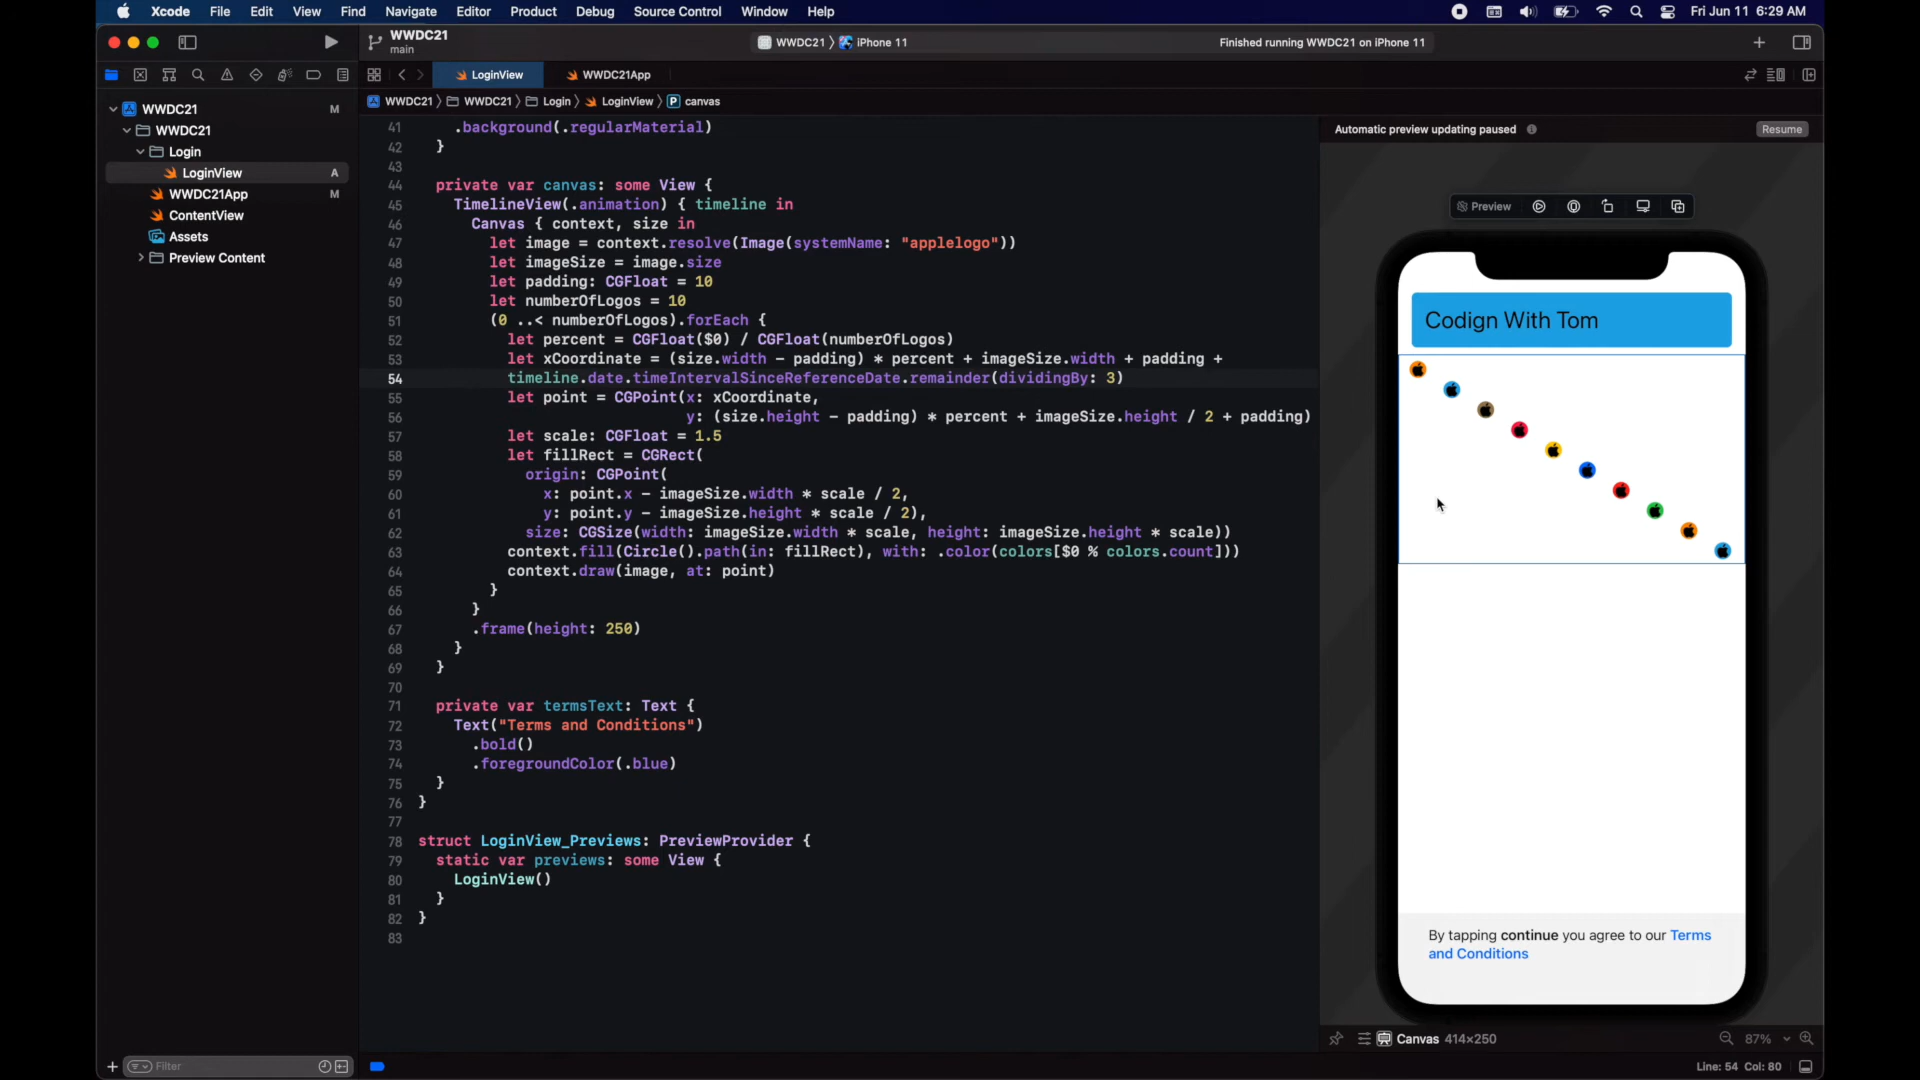 Xcode File Edit View Find Navigate Editor Product Debug Source Control Window Help
Fri Jun 11 6:29 AM
WWDC21
main
WWDC21 iPhone 11
Finished running WWDC21 on iPhone 11
LoginView
WWDC21App
WWDC21 M
WWDC21
Login
LoginView A
WWDC21App M
ContentView
Assets
Preview Content
Filter
WWDC21 WWDC21 Login LoginView P canvas
41 .background(.regularMaterial)
42 }
43
44 private var canvas: some View {
45 TimelineView(.animation) { timeline in
46 Canvas { context, size in
47 let image = context.resolve(Image(systemName: "applelogo"))
48 let imageSize = image.size
49 let padding: CGFloat = 10
50 let numberOfLogos = 10
51 (0 ..< numberOfLogos).forEach {
52 let percent = CGFloat($0) / CGFloat(numberOfLogos)
53 let xCoordinate = (size.width - padding) * percent + imageSize.width + padding +
54 timeline.date.timeIntervalSinceReferenceDate.remainder(dividingBy: 3)
55 let point = CGPoint(x: xCoordinate,
56 y: (size.height - padding) * percent + imageSize.height / 2 + padding)
57 let scale: CGFloat = 1.5
58 let fillRect = CGRect(
59 origin: CGPoint(
60 x: point.x - imageSize.width * scale / 2,
61 y: point.y - imageSize.height * scale / 2),
62 size: CGSize(width: imageSize.width * scale, height: imageSize.height * scale))
63 context.fill(Circle().path(in: fillRect), with: .color(colors[$0 % colors.count]))
64 context.draw(image, at: point)
65 }
66 }
67 .frame(height: 250)
68 }
69 }
70
71 private var termsText: Text {
72 Text("Terms and Conditions")
73 .bold()
74 .foregroundColor(.blue)
75 }
76 }
77
78 struct LoginView_Previews: PreviewProvider {
79 static var previews: some View {
80 LoginView()
81 }
82 }
83
Automatic preview updating paused
Resume
Preview
Codign With Tom
By tapping continue you agree to our Terms
and Conditions
Canvas 414×250
87%
Line: 54 Col: 80